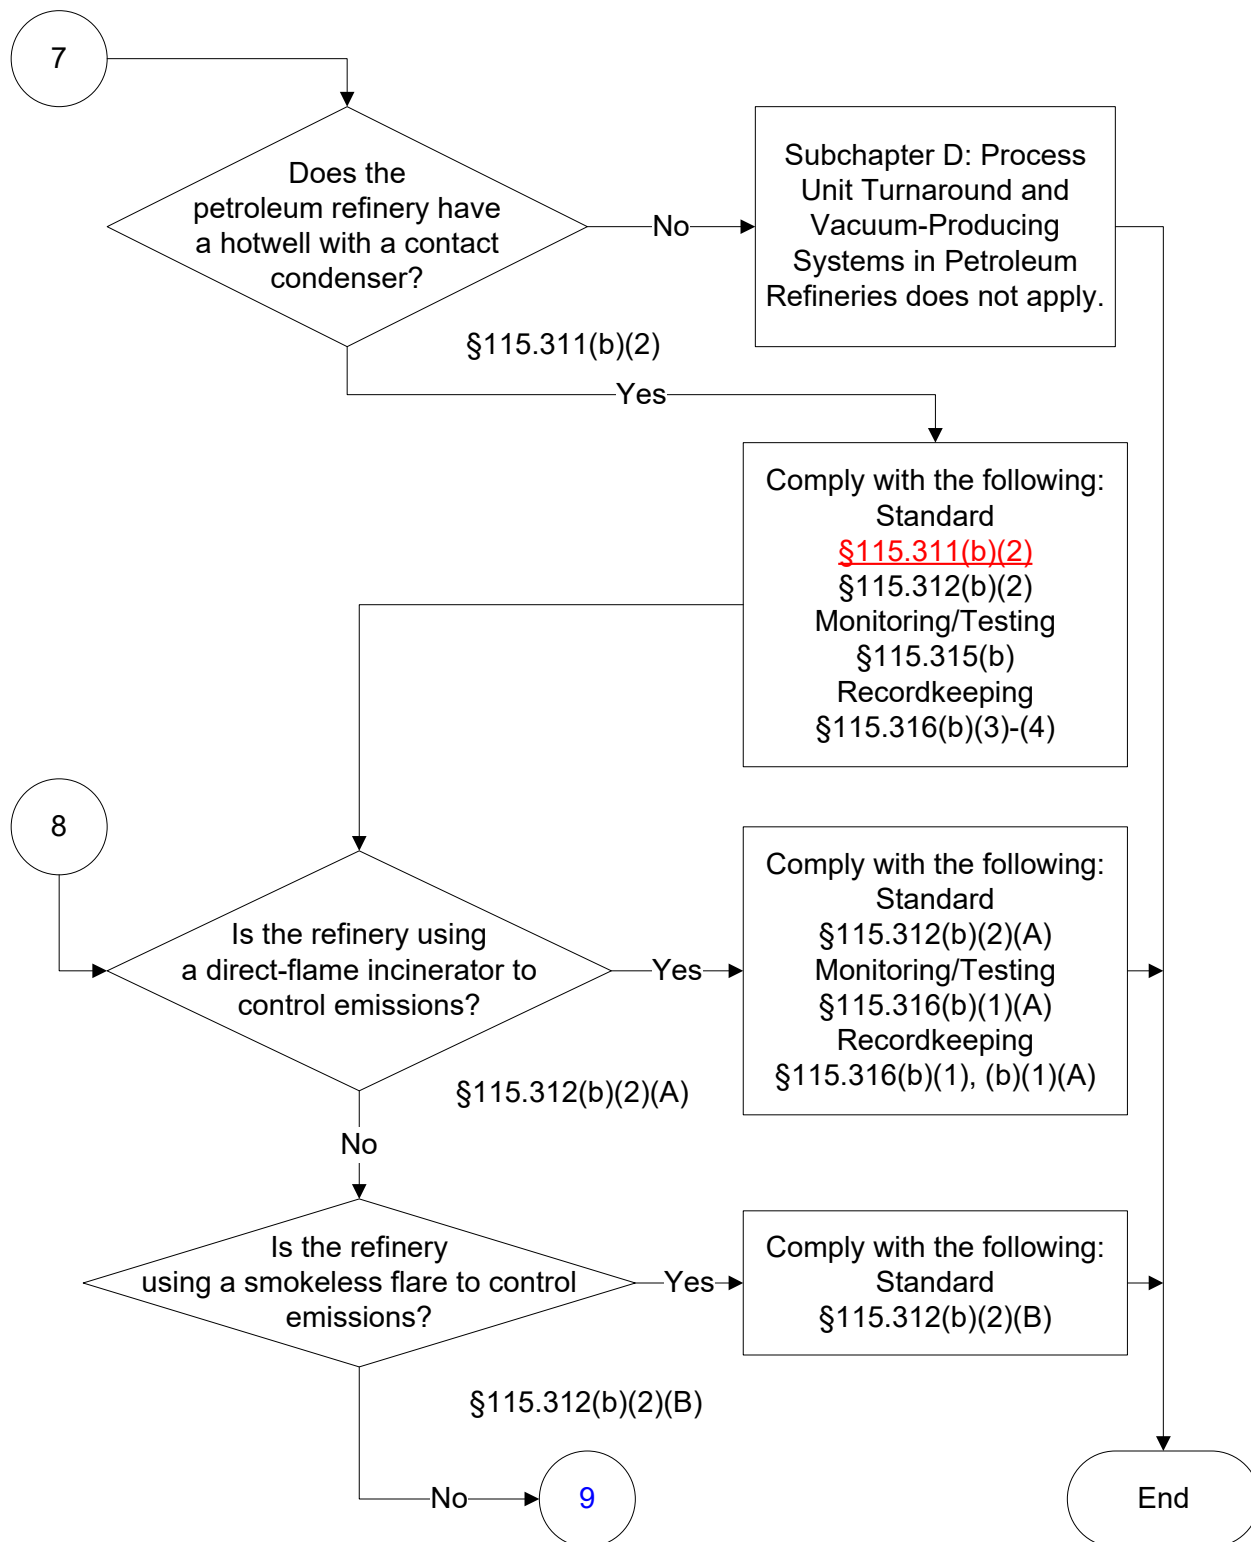 7
Does the
petroleum refinery have
a hotwell with a contact
condenser?
No
Subchapter D: Process
Unit Turnaround and
Vacuum-Producing
Systems in Petroleum
Refineries does not apply.
§115.311(b)(2)
Yes
Comply with the following:
Standard
§115.311(b)(2)
§115.312(b)(2)
Monitoring/Testing
§115.315(b)
Recordkeeping
§115.316(b)(3)-(4)
8
Is the refinery using
a direct-flame incinerator to
control emissions?
Yes
Comply with the following:
Standard
§115.312(b)(2)(A)
Monitoring/Testing
§115.316(b)(1)(A)
Recordkeeping
§115.316(b)(1), (b)(1)(A)
§115.312(b)(2)(A)
No
Is the refinery
using a smokeless flare to control
emissions?
Yes
Comply with the following:
Standard
§115.312(b)(2)(B)
§115.312(b)(2)(B)
No
9
End